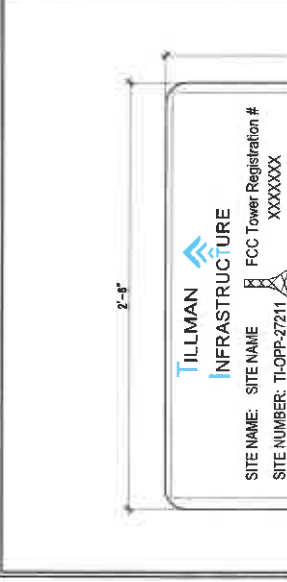 2'-6"
TILLMAN
INFRASTRUCTURE
SITE NAME: SITE NAME FCC Tower Registration #
SITE NUMBER: TI-OPP-27211 XXXXXXX